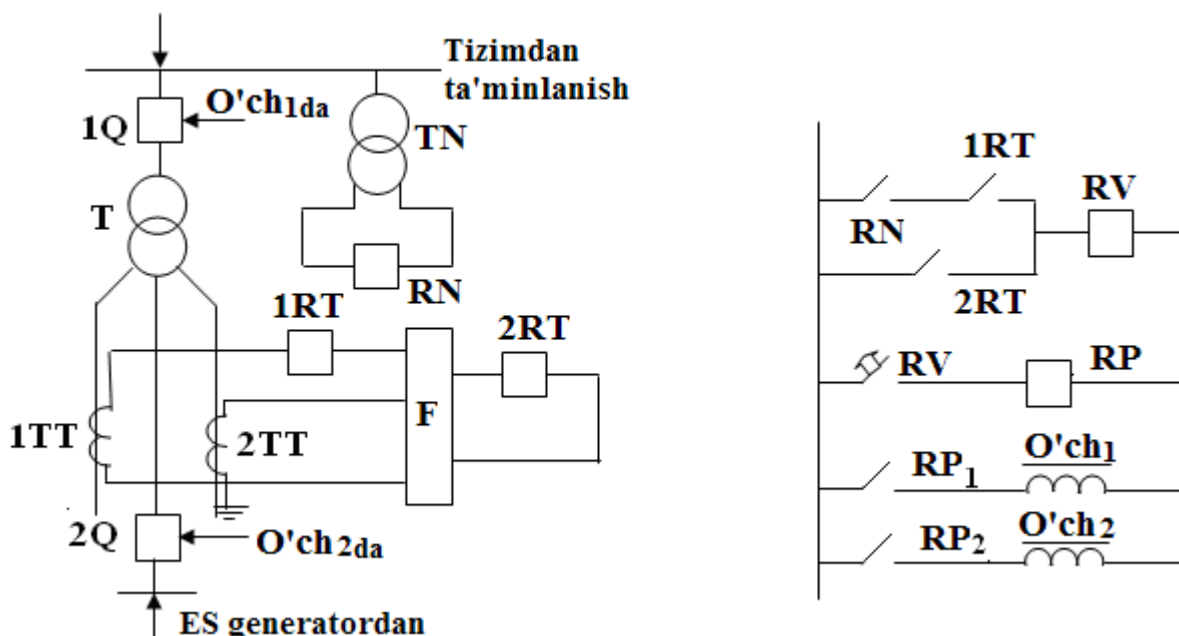 Tizimdan
ta'minlanish
O'ch1da
1Q
TN
T
RN
1RT
2RT
F
1TT
2TT
2Q
O'ch2da
ES generatordan
1RT
RV
RN
2RT
RV
RP
RP1
O'ch1
RP2
O'ch2